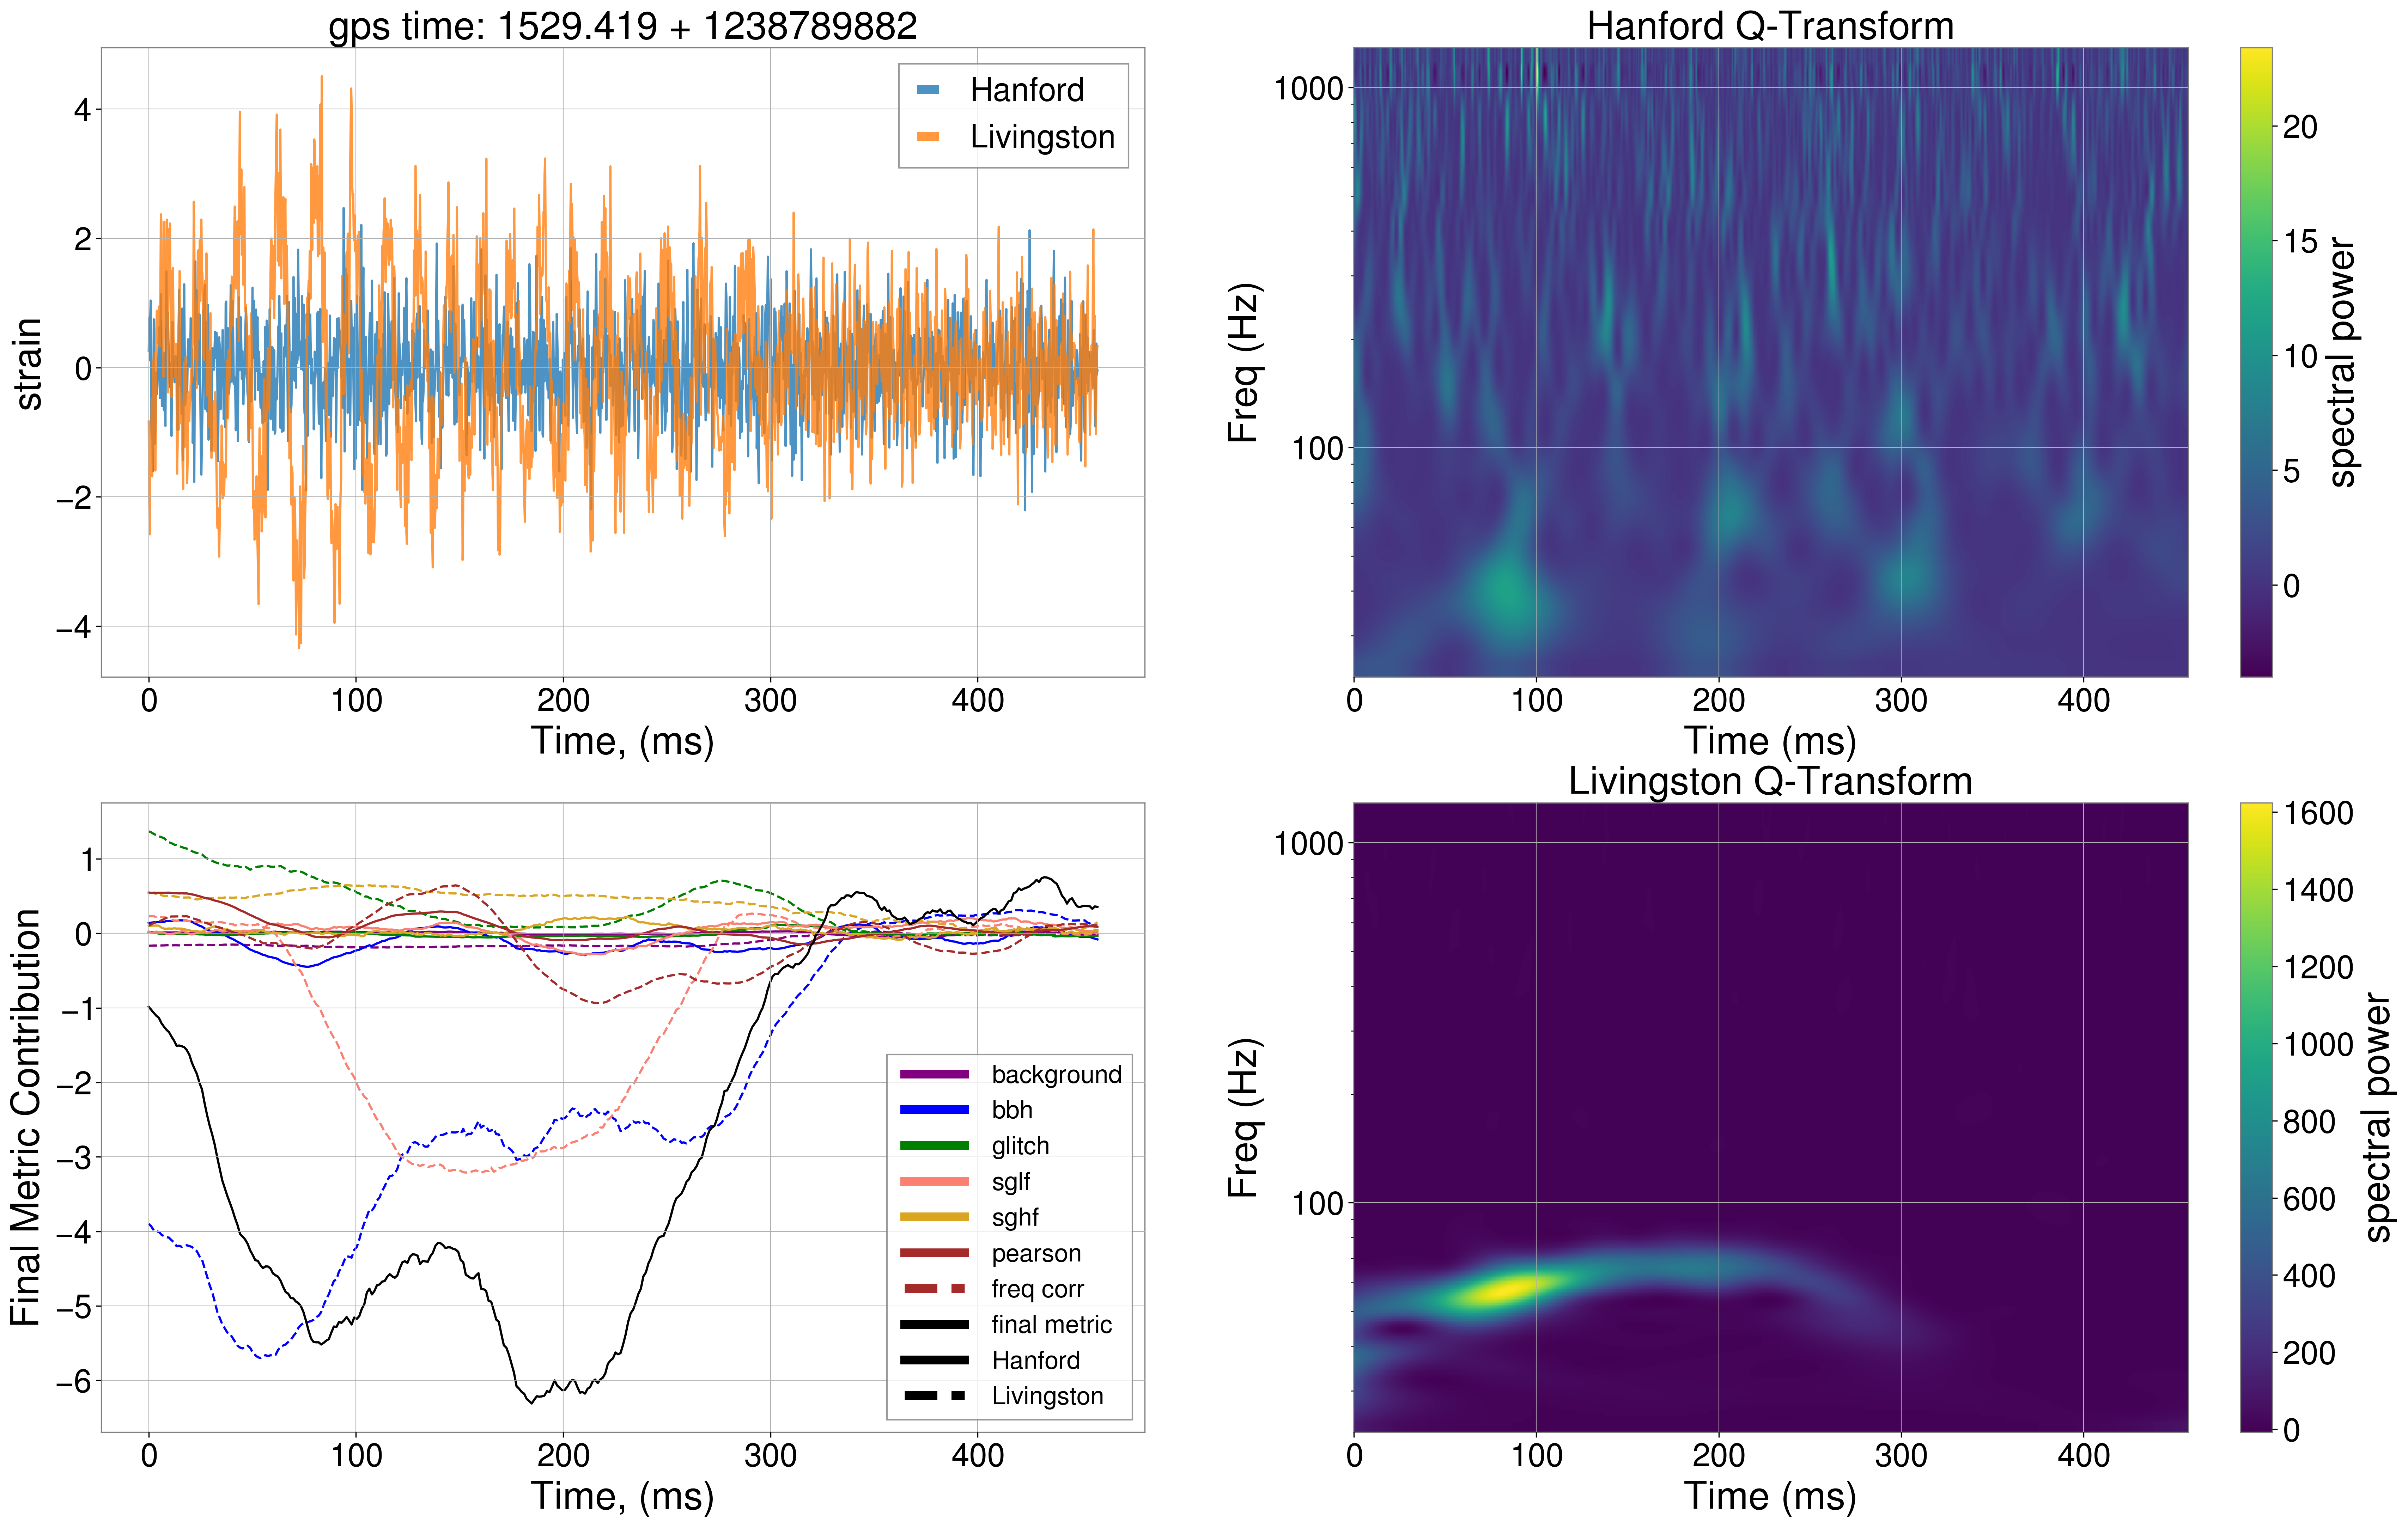 gps time: 1529.419 + 1238789882
4
2
0
−2
−4
strain
0
100
200
300
400
Time, (ms)
Hanford
Livingston
Hanford Q-Transform
1000
100
Freq (Hz)
0
100
200
300
400
Time (ms)
20
15
10
5
0
spectral power
1
0
−1
−2
−3
−4
−5
−6
Final Metric Contribution
0
100
200
300
400
Time, (ms)
background
bbh
glitch
sglf
sghf
pearson
freq corr
final metric
Hanford
Livingston
Livingston Q-Transform
1000
100
Freq (Hz)
0
100
200
300
400
Time (ms)
1600
1400
1200
1000
800
600
400
200
0
spectral power